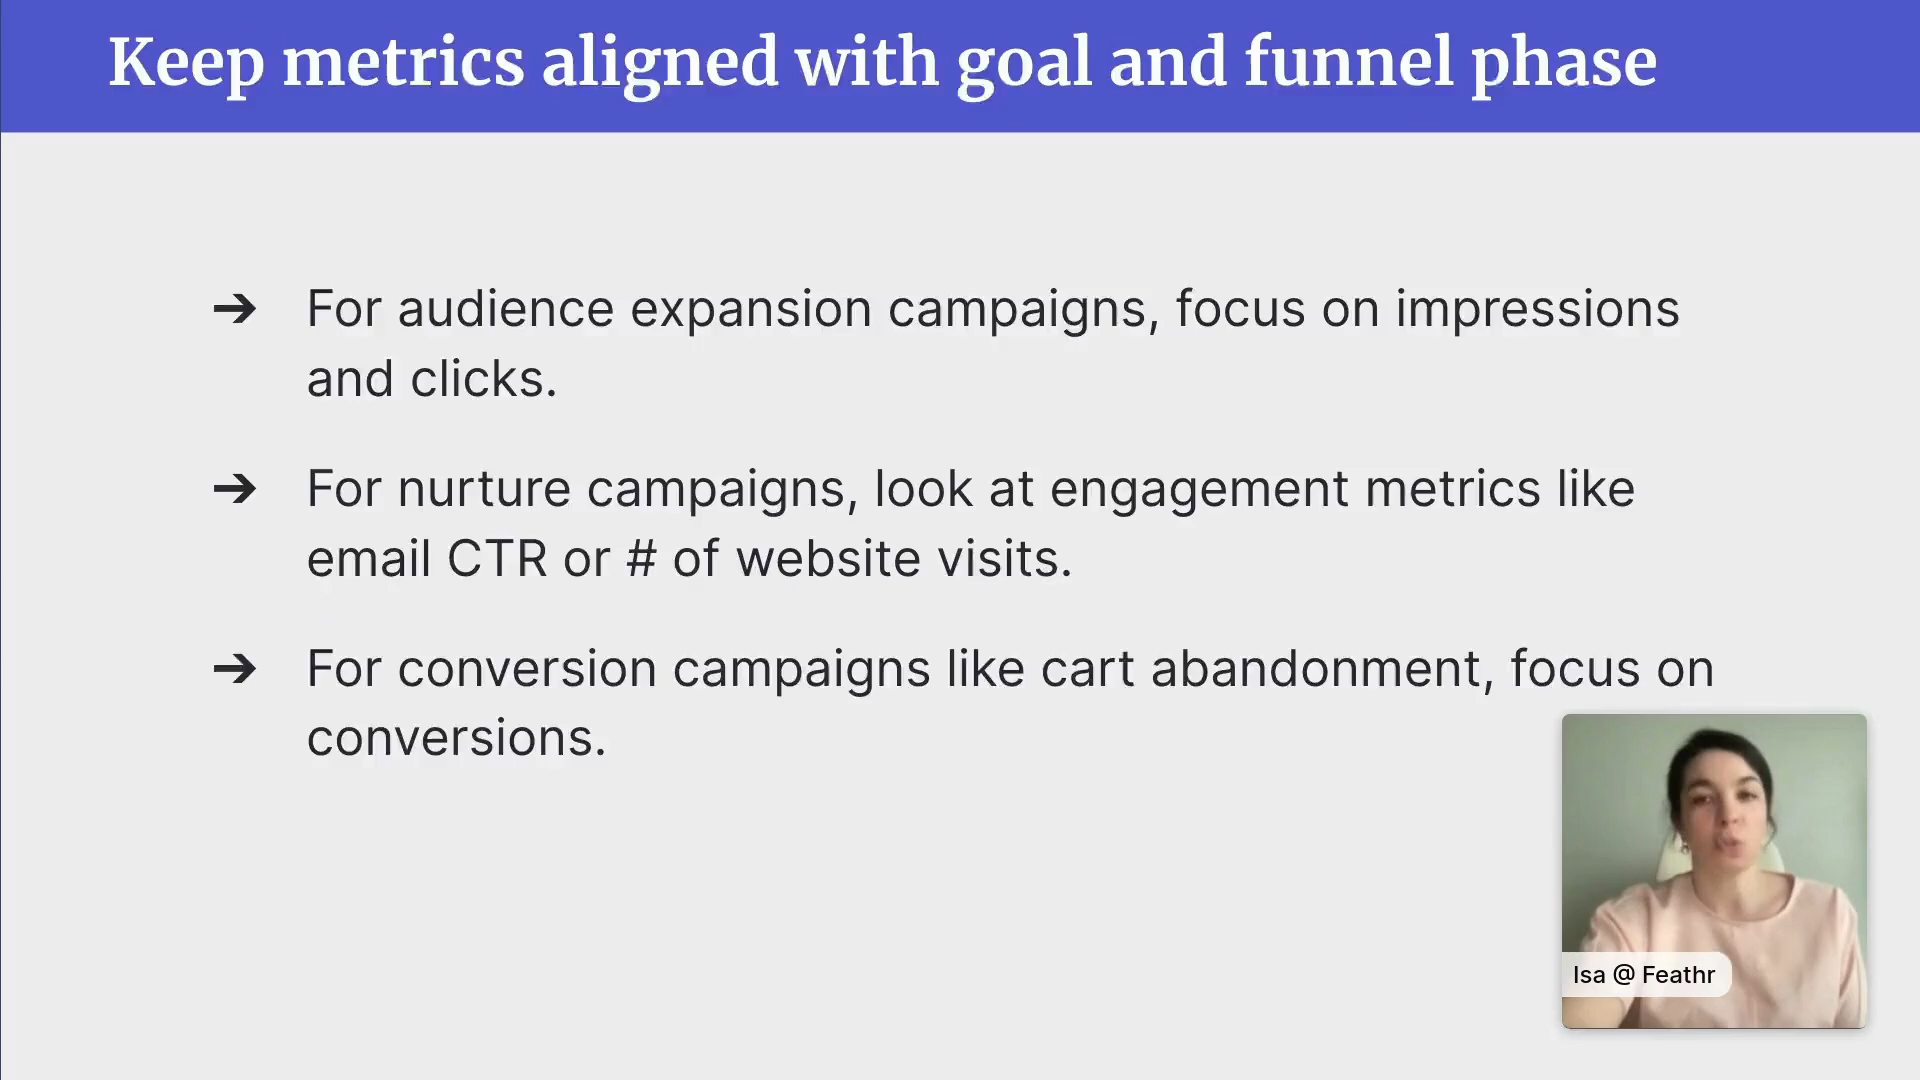 Keep metrics aligned with goal and funnel phase
➔ For audience expansion campaigns, focus on impressions
and clicks.
➔ For nurture campaigns, look at engagement metrics like
email CTR or # of website visits.
➔ For conversion campaigns like cart abandonment, focus on
conversions.
Isa @ Feathr